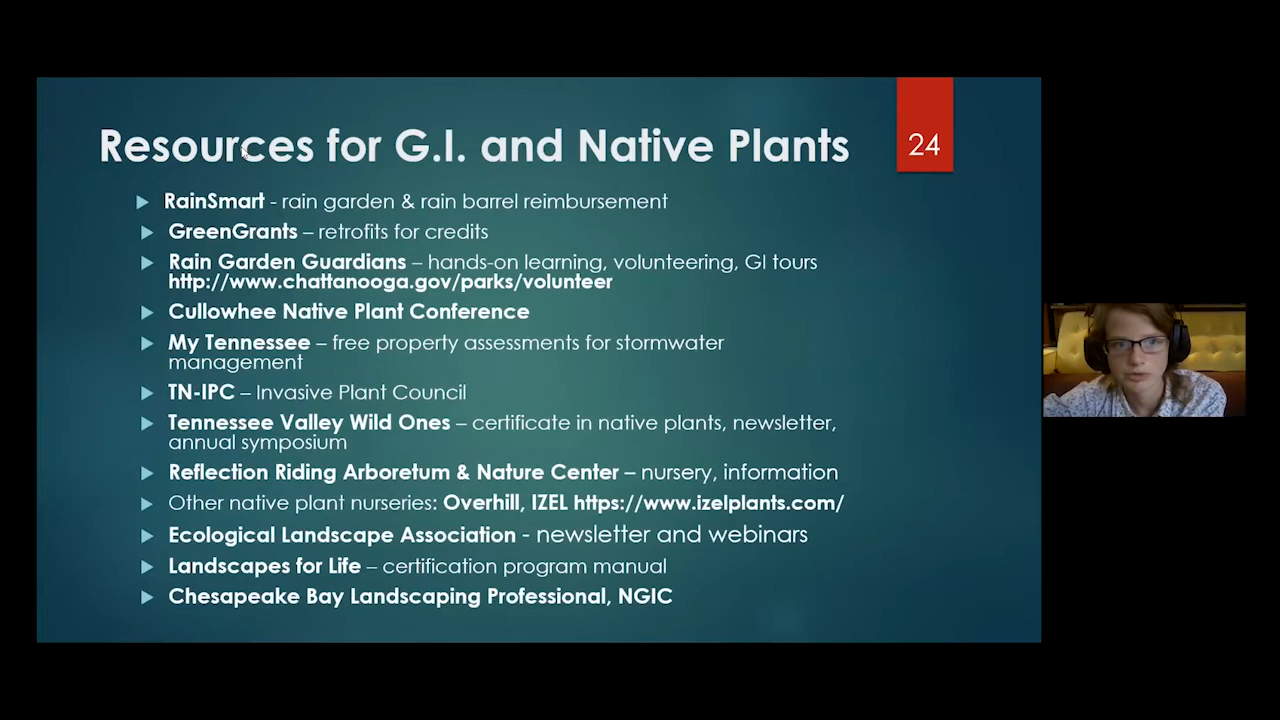 Resources for G.I. and Native Plants
24
RainSmart - rain garden & rain barrel reimbursement
GreenGrants – retrofits for credits
Rain Garden Guardians – hands-on learning, volunteering, GI tours
http://www.chattanooga.gov/parks/volunteer
Cullowhee Native Plant Conference
My Tennessee – free property assessments for stormwater
management
TN-IPC – Invasive Plant Council
Tennessee Valley Wild Ones – certificate in native plants, newsletter,
annual symposium
Reflection Riding Arboretum & Nature Center – nursery, information
Other native plant nurseries: Overhill, IZEL https://www.izelplants.com/
Ecological Landscape Association - newsletter and webinars
Landscapes for Life – certification program manual
Chesapeake Bay Landscaping Professional, NGIC